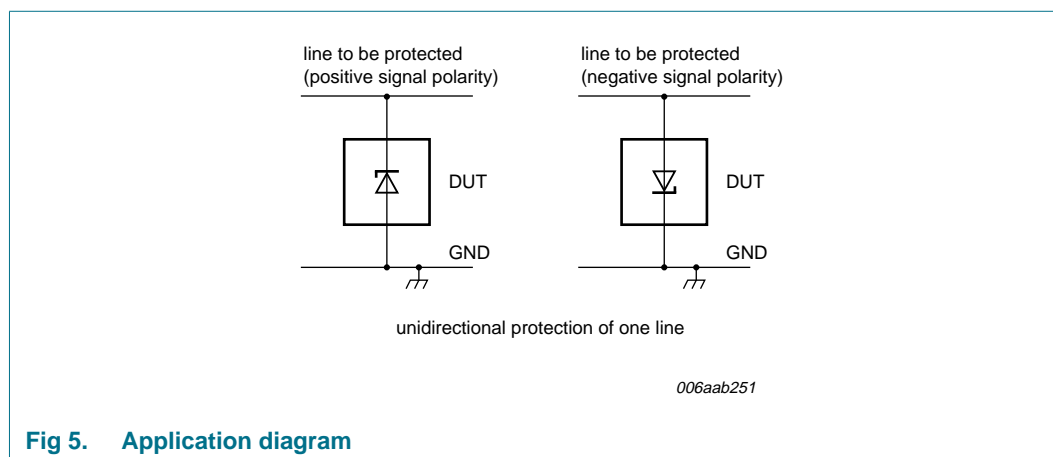 line to be protected
(positive signal polarity)
DUT
GND
line to be protected
(negative signal polarity)
DUT
GND
unidirectional protection of one line
006aab251
Fig 5. Application diagram